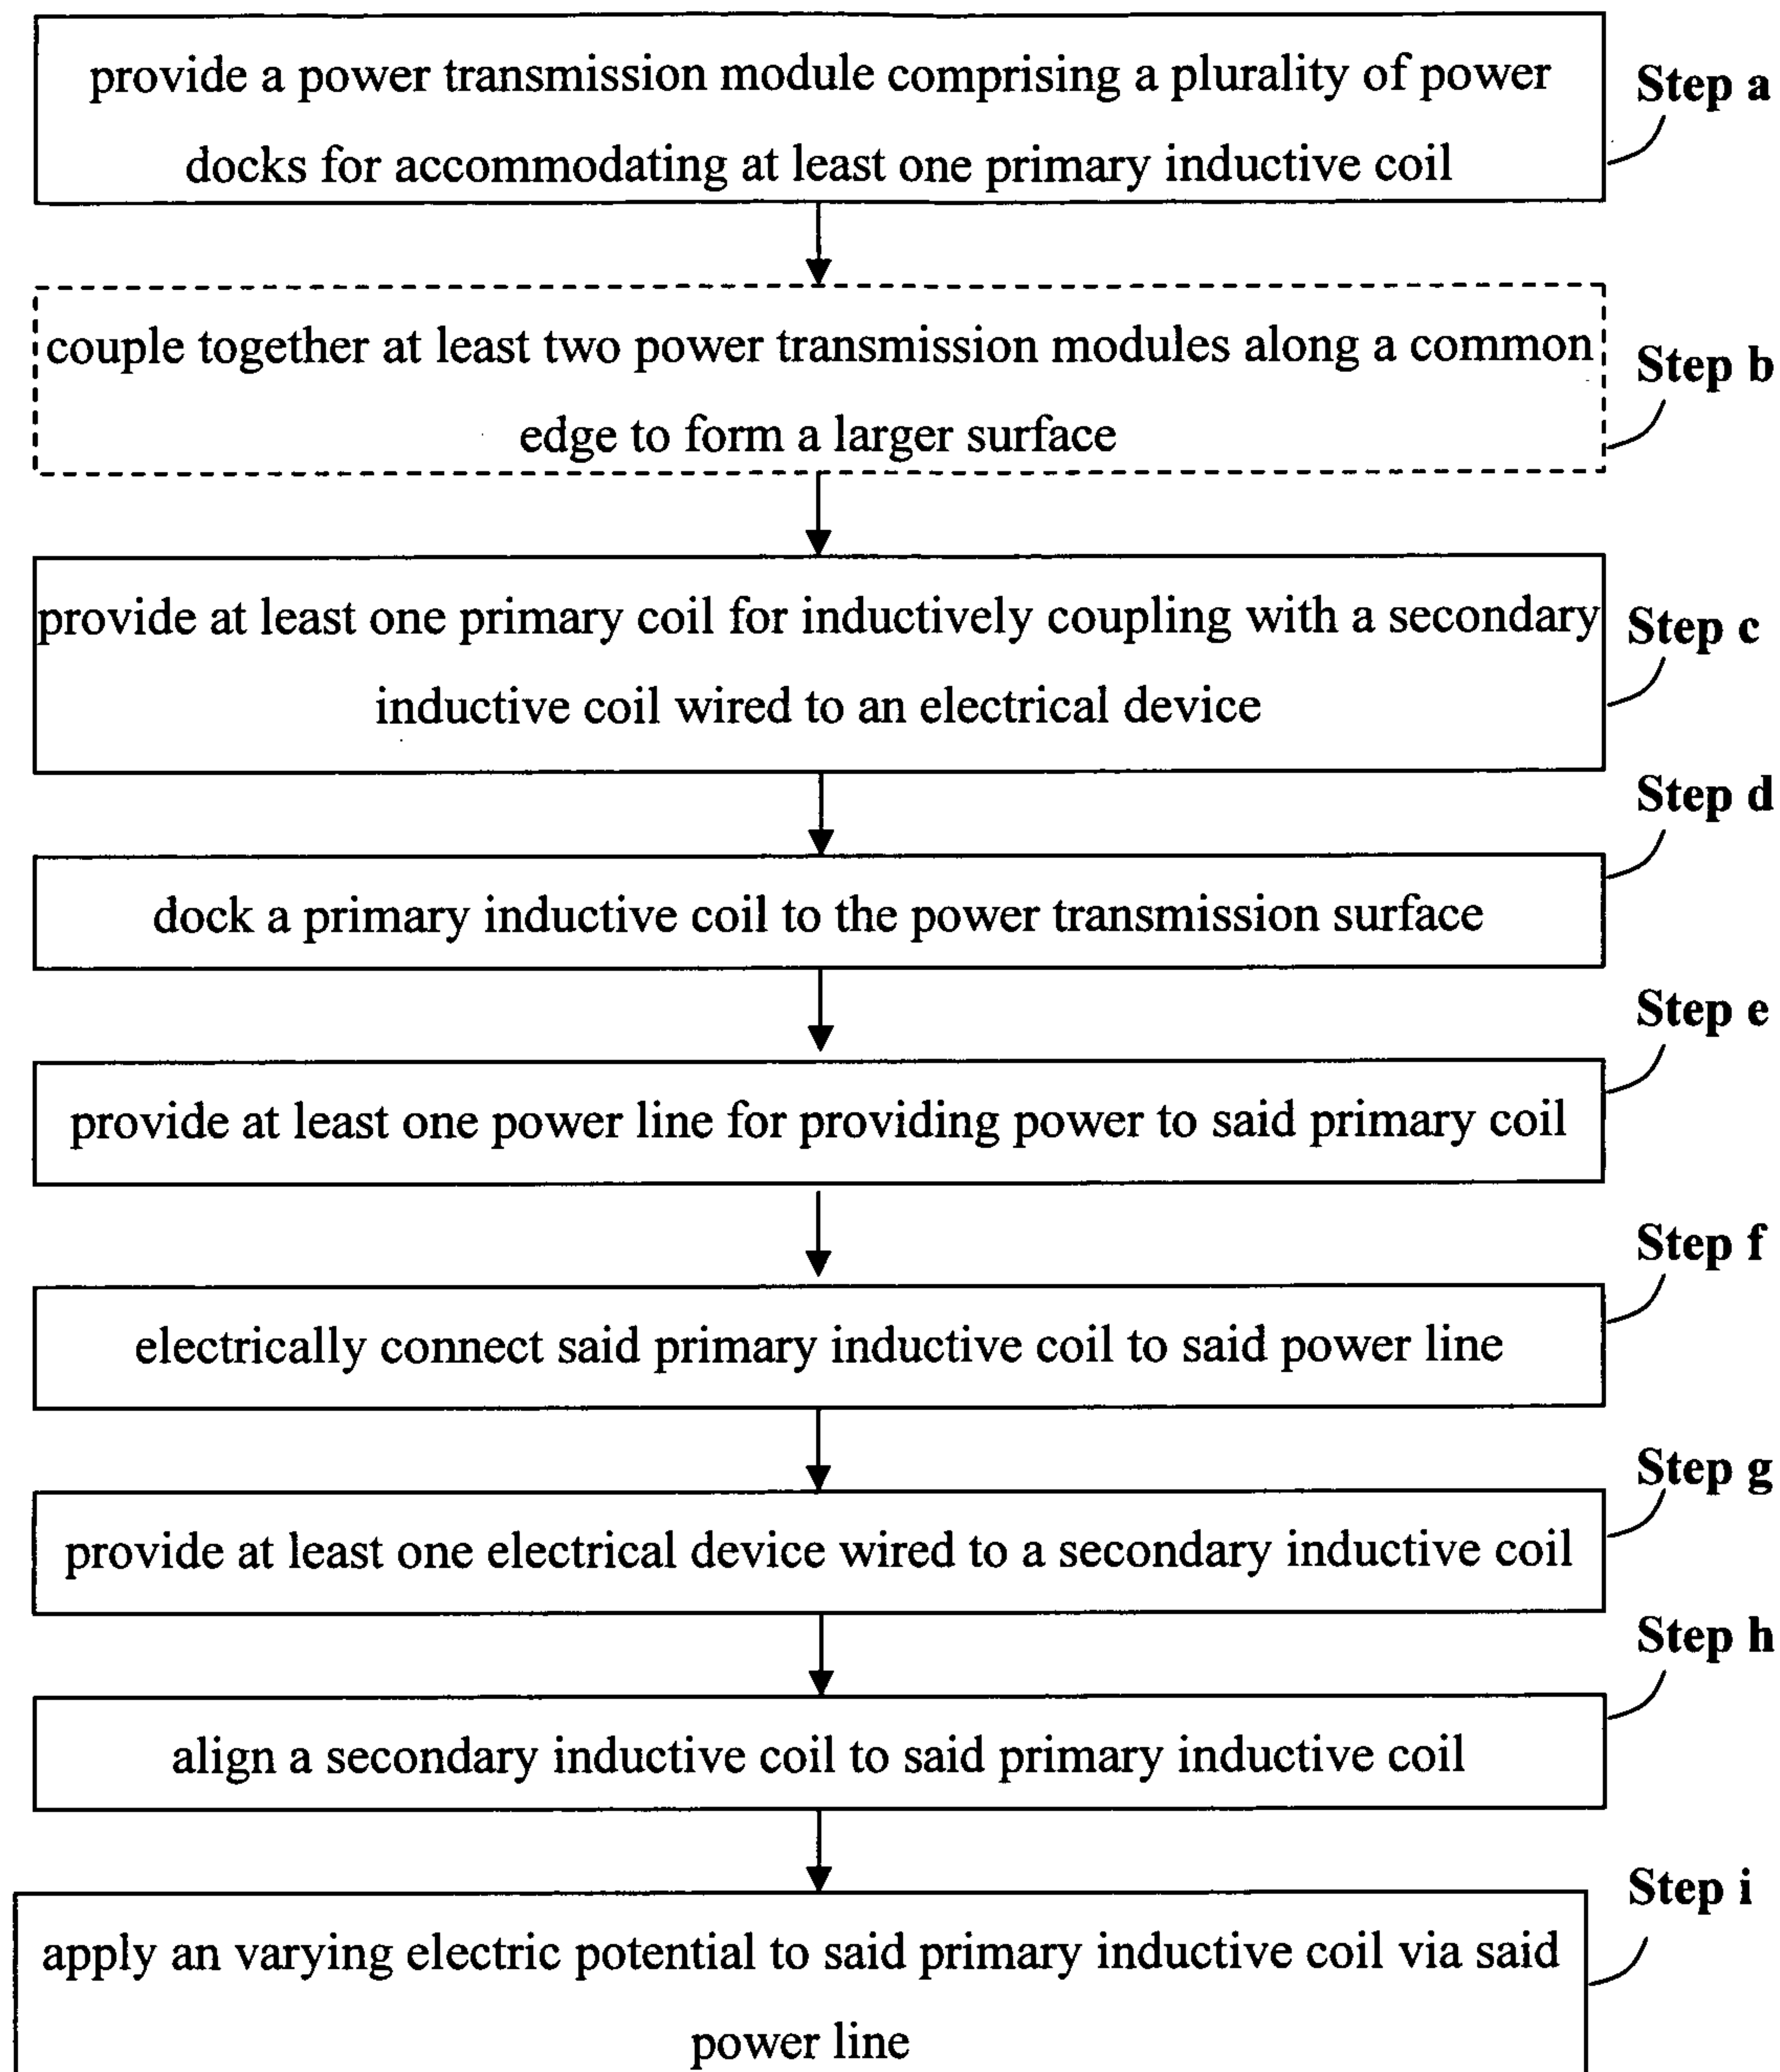 provide a power transmission module comprising a plurality of power
docks for accommodating at least one primary inductive coil
Step a
couple together at least two power transmission modules along a common
edge to form a larger surface
Step b
provide at least one primary coil for inductively coupling with a secondary
inductive coil wired to an electrical device
Step c
dock a primary inductive coil to the power transmission surface
Step d
provide at least one power line for providing power to said primary coil
Step e
electrically connect said primary inductive coil to said power line
Step f
provide at least one electrical device wired to a secondary inductive coil
Step g
align a secondary inductive coil to said primary inductive coil
Step h
apply an varying electric potential to said primary inductive coil via said
power line
Step i